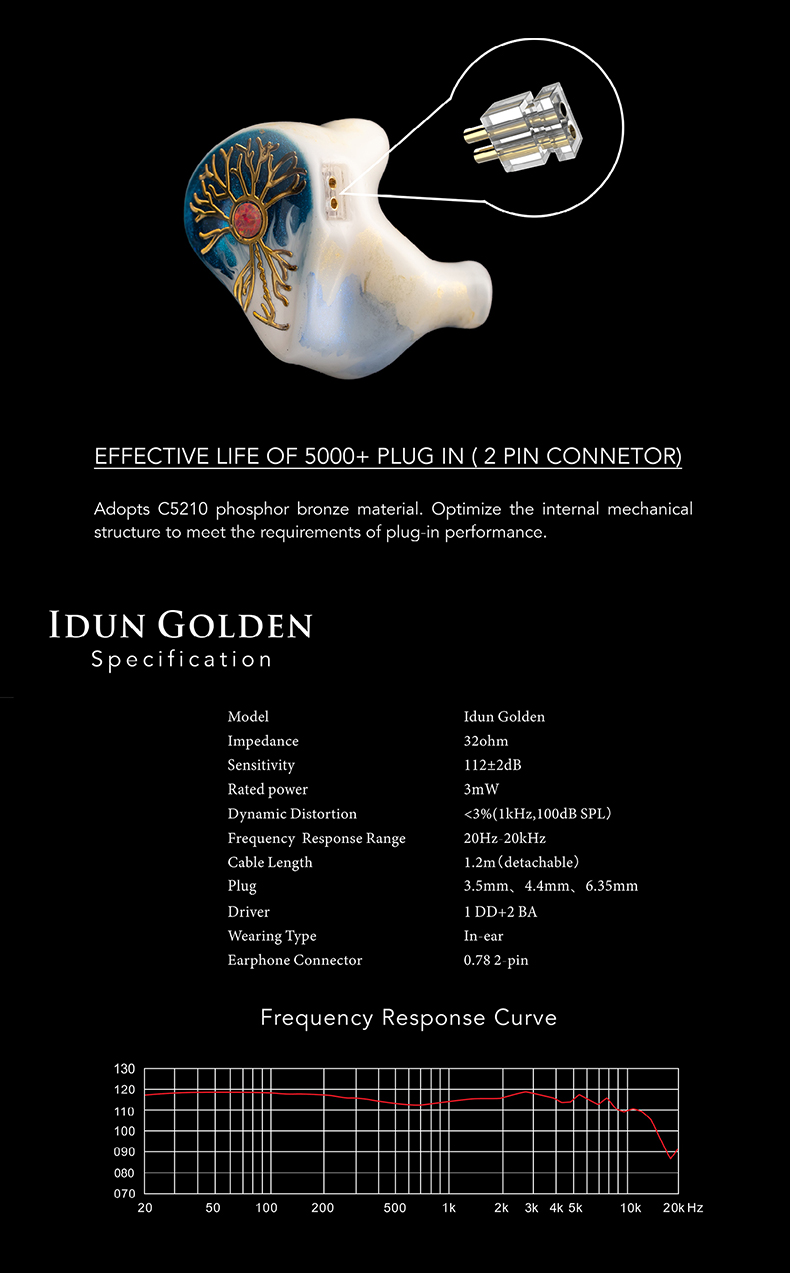 EFFECTIVE LIFE OF 5000+ PLUG IN ( 2 PIN CONNETOR)
Adopts C5210 phosphor bronze material. Optimize the internal mechanical
structure to meet the requirements of plug-in performance.
IDUN GOLDEN
Specification
Model Idun Golden
Impedance 32ohm
Sensitivity 112±2dB
Rated power 3mW
Dynamic Distortion <3%(1kHz,100dB SPL）
Frequency Response Range 20Hz-20kHz
Cable Length 1.2m（detachable）
Plug 3.5mm、4.4mm、6.35mm
Driver 1 DD+2 BA
Wearing Type In-ear
Earphone Connector 0.78 2-pin
Frequency Response Curve
130
120
110
100
090
080
070
20 50 100 200 500 1k 2k 3k 4k 5k 10k 20k Hz